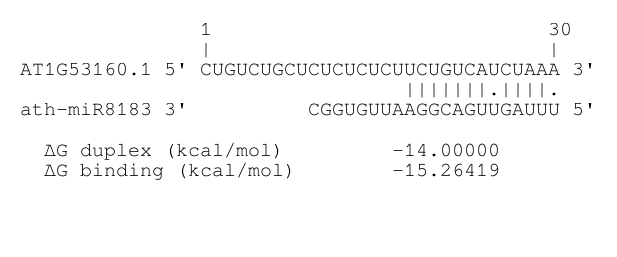 1 30
| |
AT1G53160.1 5' CUGUCUGCUCUCUCUCUUCUGUCAUCUAAA 3'
|||||||.||||.
ath-miR8183 3' CGGUGUUAAGGCAGUUGAUUU 5'
ΔG duplex (kcal/mol) -14.00000
ΔG binding (kcal/mol) -15.26419